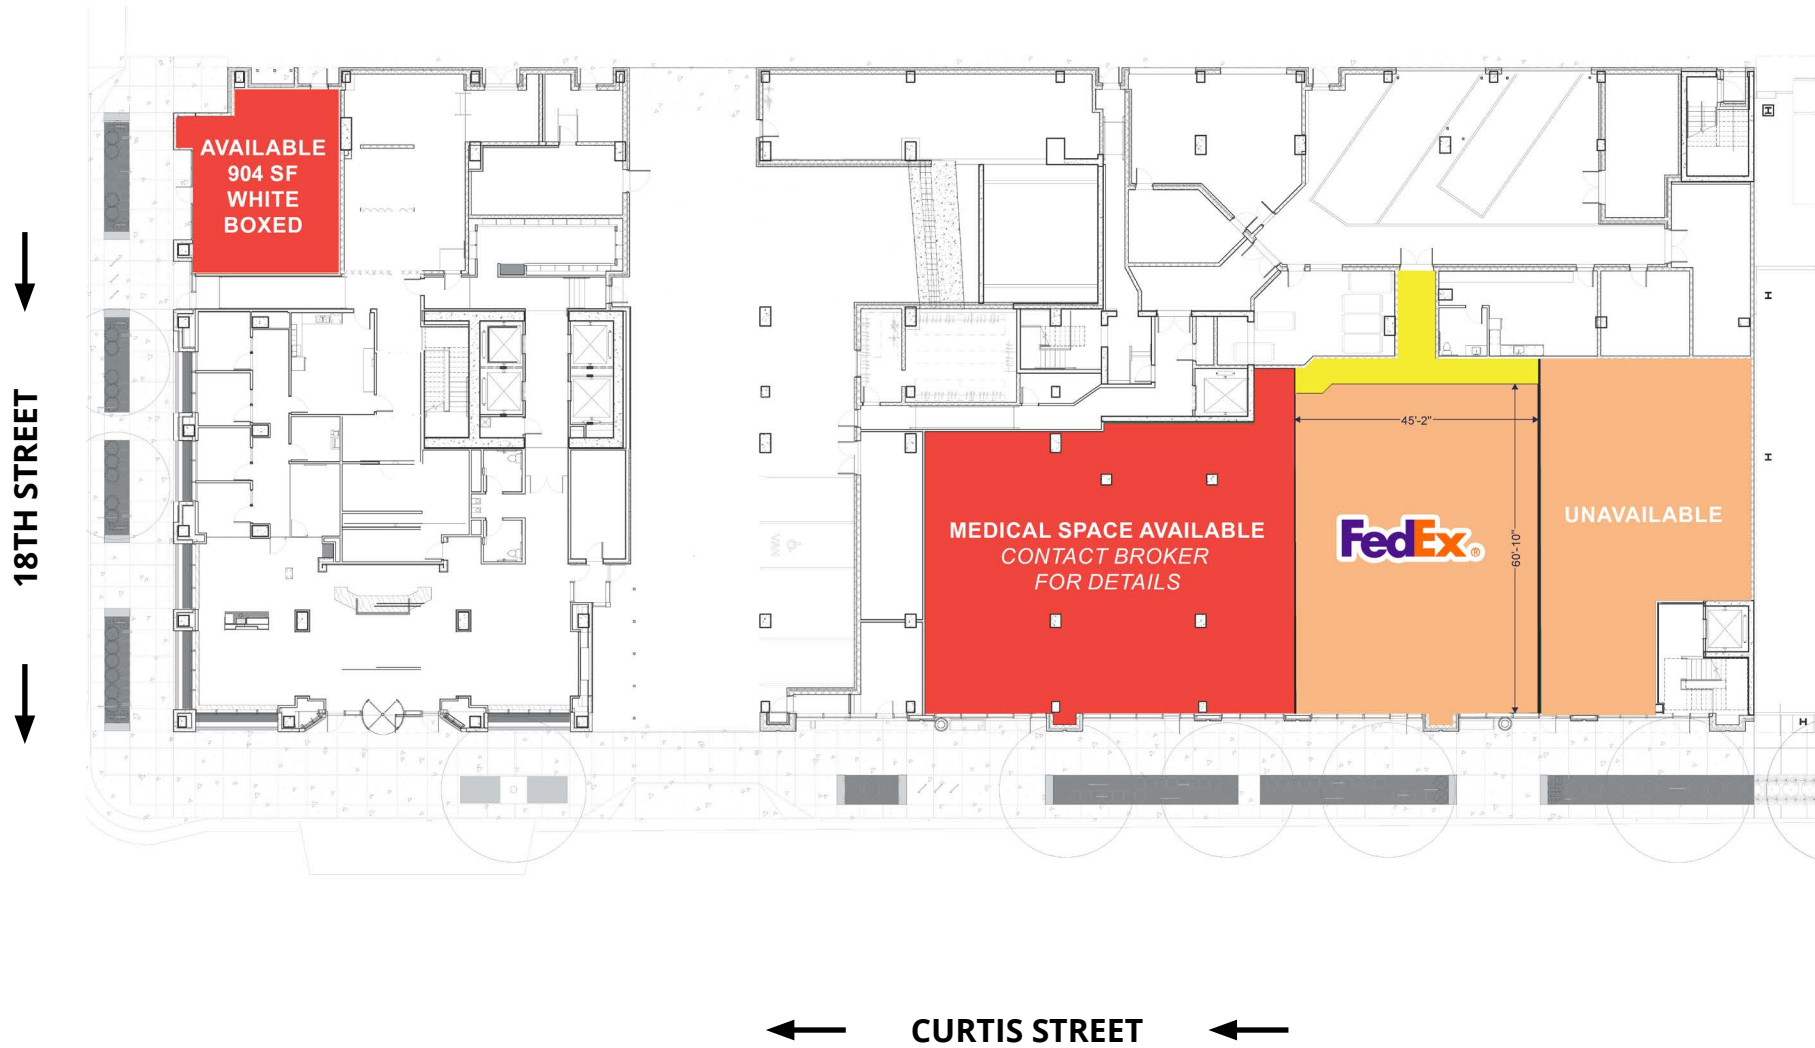 AVAILABLE
904 SF
WHITE
BOXED
18TH STREET
45'-2"
60'-10"
MEDICAL SPACE AVAILABLE
CONTACT BROKER
FOR DETAILS
FedEx®
UNAVAILABLE
VAN
H
H
H
H
CURTIS STREET